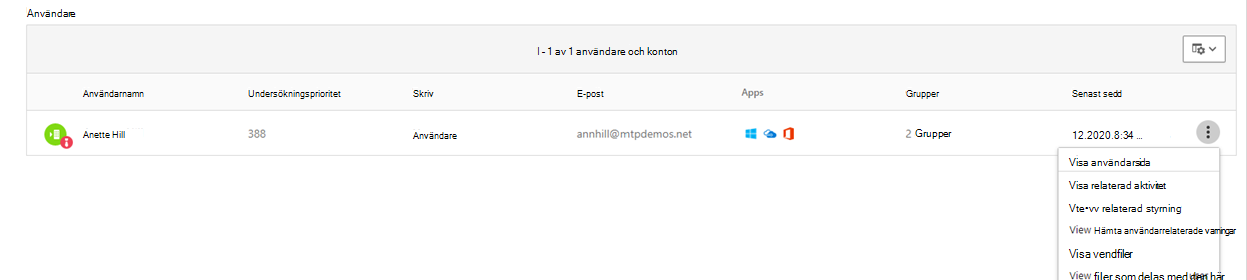 Användare
I - 1 av 1 användare och konton
Användarnamn Undersökningsprioritet Skriv E-post Apps Grupper Senast sedd
Anette Hill 388 Användare annhill@mtpdemos.net 2 Grupper 12.2020.8:34 ...
Visa användarsida
Visa relaterad aktivitet
Vte•vv relaterad styrning
View Hämta användarrelaterade varningar
Visa vendfiler
View filer som delas med den här